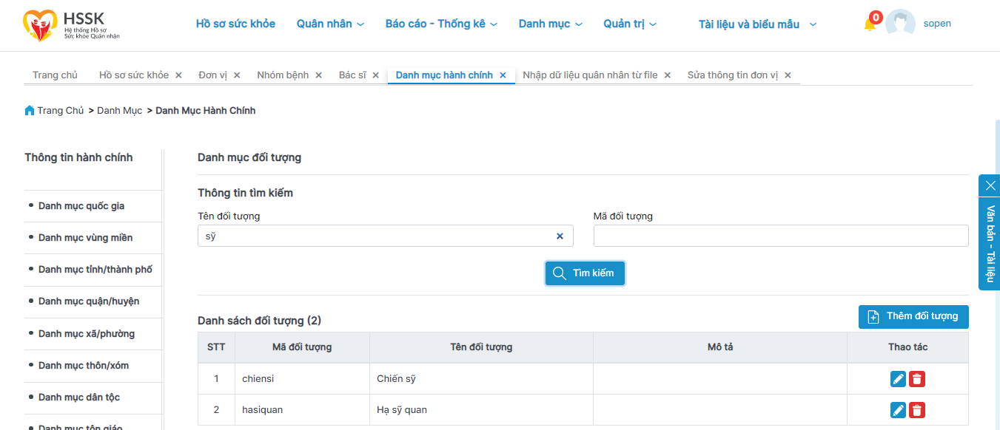 HSSK
Hệ thống Hồ sơ
Sức khỏe Quân nhân
Hồ sơ sức khỏe Quân nhân Báo cáo - Thống kê Danh mục Quản trị Tài liệu và biểu mẫu 0 sopen
Trang chủ Hồ sơ sức khỏe Đơn vị Nhóm bệnh Bác sĩ Danh mục hành chính Nhập dữ liệu quân nhân từ file Sửa thông tin đơn vị
Trang Chủ > Danh Mục > Danh Mục Hành Chính
Thông tin hành chính
Danh mục quốc gia
Danh mục vùng miền
Danh mục tỉnh/thành phố
Danh mục quận/huyện
Danh mục xã/phường
Danh mục thôn/xóm
Danh mục dân tộc
Danh mục tôn giáo
Danh mục đối tượng
Thông tin tìm kiếm
Tên đối tượng Mã đối tượng
sỹ
Tìm kiếm
Danh sách đối tượng (2) Thêm đối tượng
STT Mã đối tượng Tên đối tượng Mô tả Thao tác
1 chiensi Chiến sỹ
2 hasiquan Hạ sỹ quan
Văn bản - Tài liệu